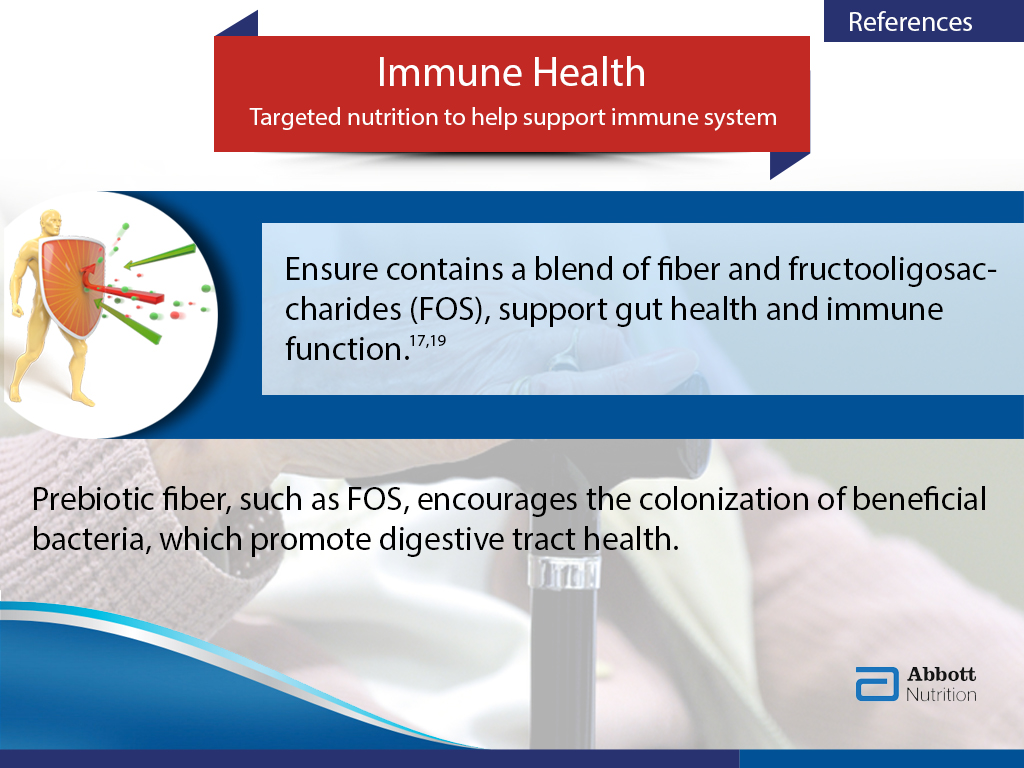 References
Immune Health
Targeted nutrition to help support immune system
Ensure contains a blend of fiber and fructooligosac-
charides (FOS), support gut health and immune
function.17,19
Prebiotic fiber, such as FOS, encourages the colonization of beneficial
bacteria, which promote digestive tract health.
Abbott
Nutrition